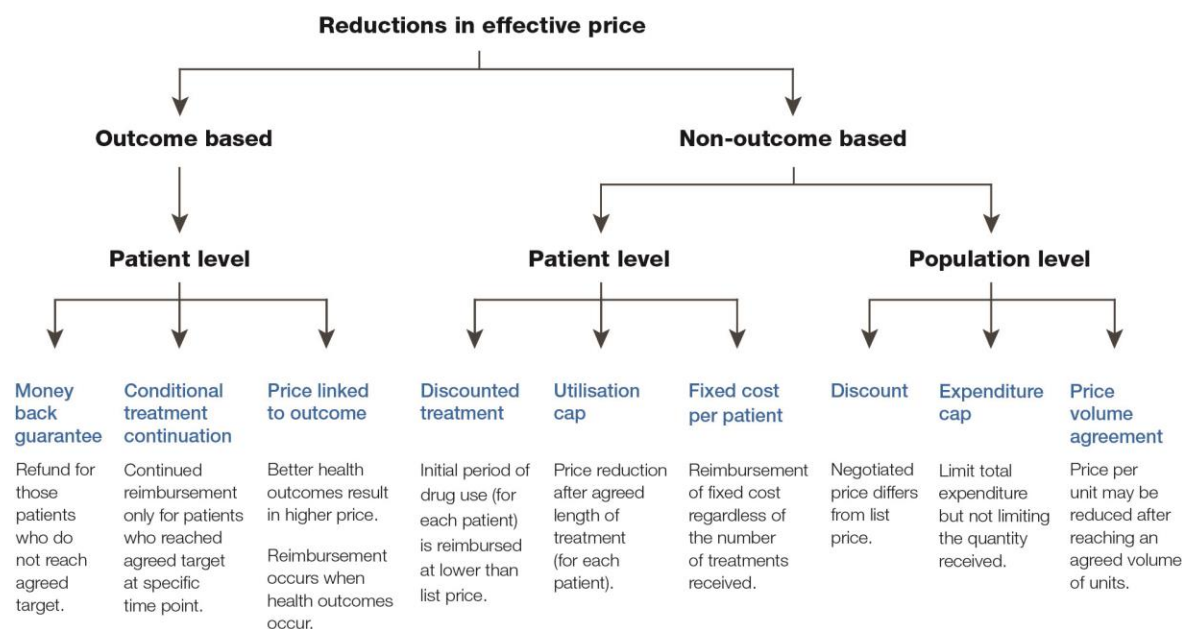 Reductions in effective price
Outcome based
Non-outcome based
Patient level
Patient level
Population level
Money
back
guarantee
Refund for
those
patients
who do
not reach
agreed
target.
Conditional
treatment
continuation
Continued
reimbursement
only for patients
who reached
agreed target
at specific
time point.
Price linked
to outcome
Better health
outcomes result
in higher price.
Reimbursement
occurs when
health outcomes
occur.
Discounted
treatment
Initial period of
drug use (for
each patient)
is reimbursed
at lower than
list price.
Utilisation
cap
Price reduction
after agreed
length of
treatment
(for each
patient).
Fixed cost
per patient
Reimbursement
of fixed cost
regardless of
the number
of treatments
received.
Discount
Negotiated
price differs
from list
price.
Expenditure
cap
Limit total
expenditure
but not limiting
the quantity
received.
Price
volume
agreement
Price per
unit may be
reduced after
reaching an
agreed volume
of units.